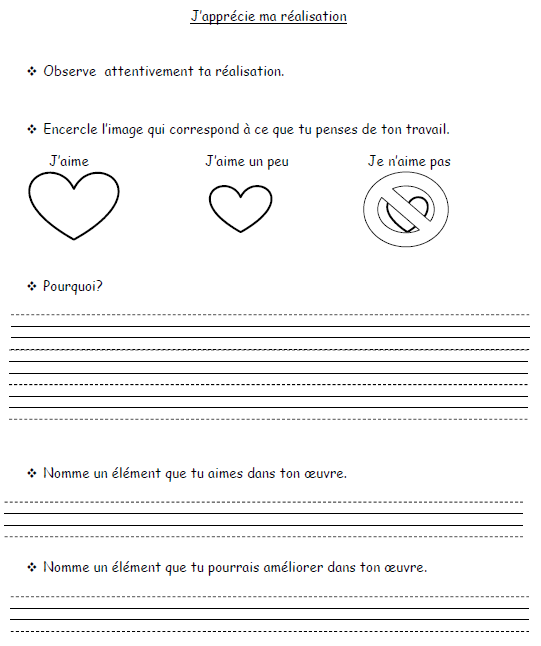 J'apprécie ma réalisation
❖ Observe attentivement ta réalisation.
❖ Encercle l'image qui correspond à ce que tu penses de ton travail.
J'aime J'aime un peu Je n'aime pas
❖ Pourquoi?
❖ Nomme un élément que tu aimes dans ton œuvre.
❖ Nomme un élément que tu pourrais améliorer dans ton œuvre.